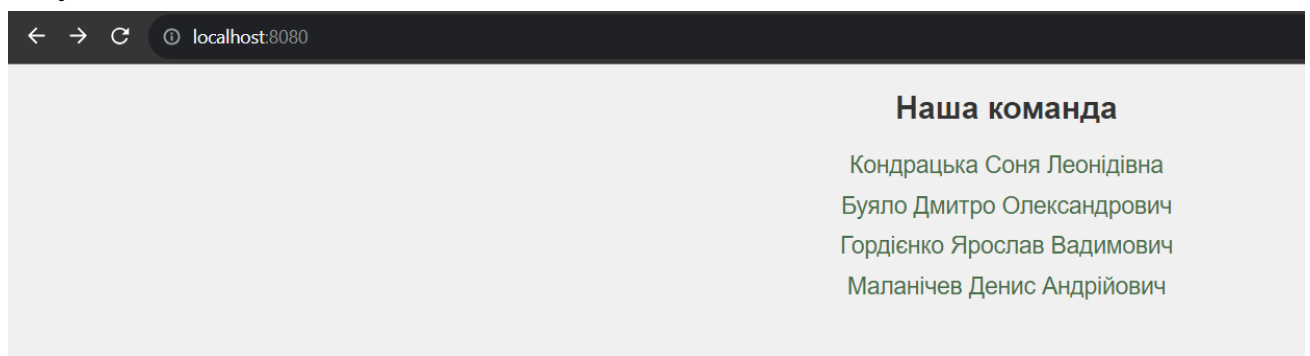 localhost:8080
Наша команда
Кондрацька Соня Леонідівна
Буяло Дмитро Олександрович
Гордієнко Ярослав Вадимович
Маланічев Денис Андрійович